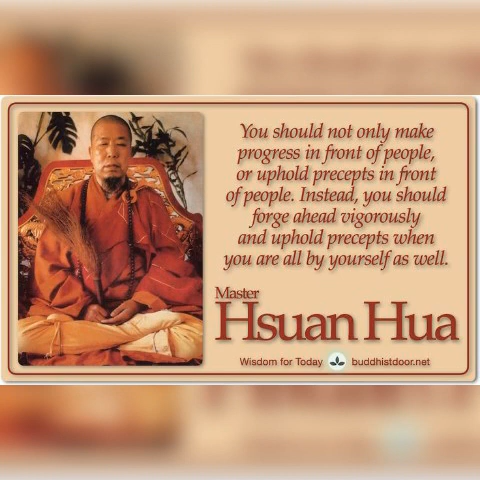 You should not only make
progress in front of people,
or uphold precepts in front
of people. Instead, you should
forge ahead vigorously
and uphold precepts when
you are all by yourself as well.
Master
Hsuan Hua
Wisdom for Today buddhistdoor.net